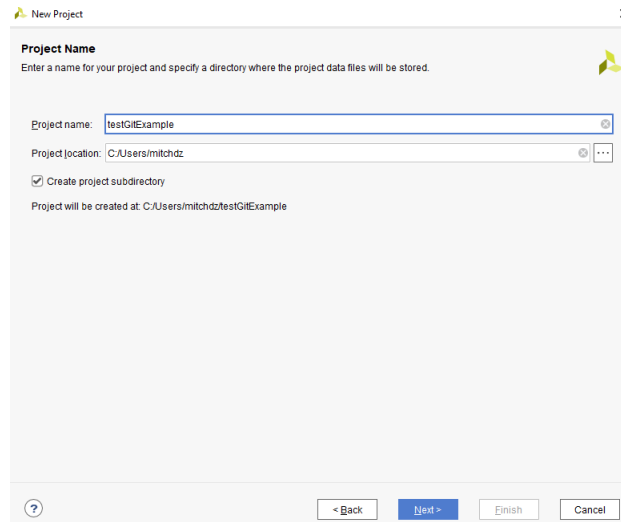 New Project
Project Name
Enter a name for your project and specify a directory where the project data files will be stored.
Project name: testGitExample
Project location: C:/Users/mitchdz
Create project subdirectory
Project will be created at: C:/Users/mitchdz/testGitExample
? < Back Next > Finish Cancel